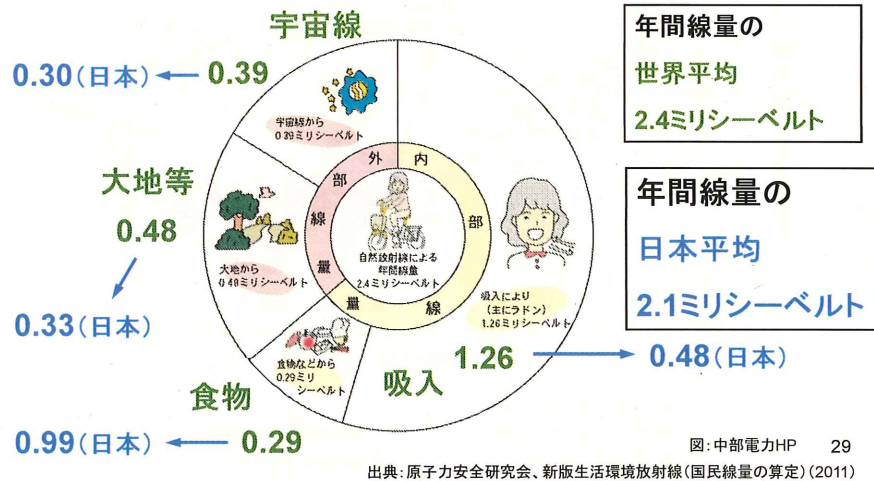 宇宙線
0.30(日本)
0.39
宇宙線から
0.39ミリシーベルト
大地等
0.48
大地から
0.48ミリシーベルト
0.33(日本)
食物
0.99(日本)
0.29
食物などから
0.29ミリ
シーベルト
外部線量
内部線量
自然放射線による
年間線量
2.4ミリシーベルト
吸入により
(主にラドン)
1.26ミリシーベルト
吸入
1.26
0.48(日本)
年間線量の
世界平均
2.4ミリシーベルト
年間線量の
日本平均
2.1ミリシーベルト
図:中部電力HP
29
出典:原子力安全研究会、新版生活環境放射線(国民線量の算定)(2011)